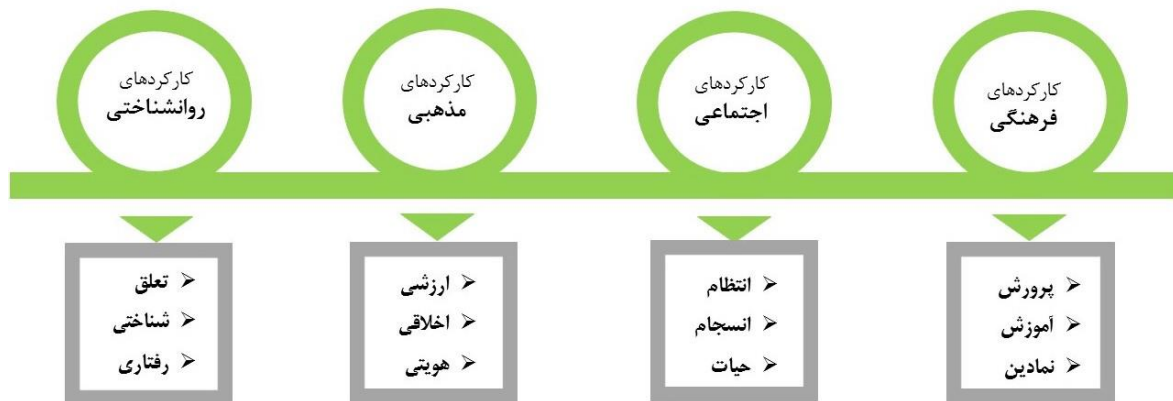 کارکردهای
فرهنگی
کارکردهای
اجتماعی
کارکردهای
مذهبی
کارکردهای
روانشناختی
➢ پرورش
➢ آموزش
➢ نمادین
➢ انتظام
➢ انسجام
➢ حیات
➢ ارزشی
➢ اخلاقی
➢ هویتی
➢ تعلق
➢ شناختی
➢ رفتاری